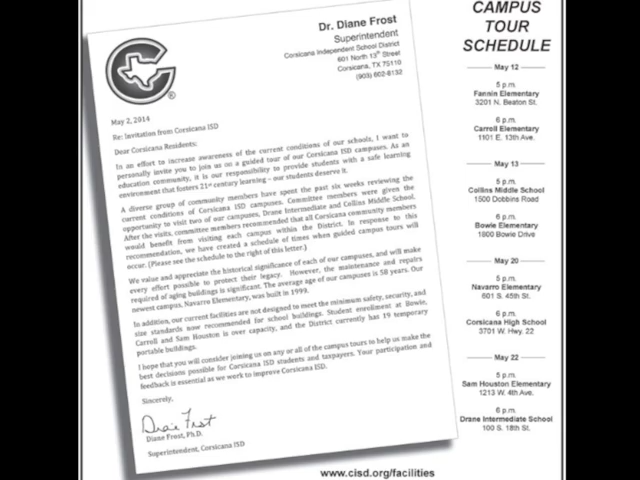 Dr. Diane Frost
Superintendent
Corsicana Independent School District
601 North 13th Street
Corsicana, TX 75110
(903) 602-8132
C
®
May 2, 2014
Re: Invitation from Corsicana ISD
Dear Corsicana Residents:
In an effort to increase awareness of the current conditions of our schools, I want to
personally invite you to join us on a guided tour of our Corsicana ISD campuses. As an
education community, it is our responsibility to provide students with a safe learning
environment that fosters 21st century learning – our students deserve it.
A diverse group of community members have spent the past six weeks reviewing the
current conditions of Corsicana ISD campuses. Committee members were given the
opportunity to visit two of our campuses, Drane Intermediate and Collins Middle School.
After the visits, committee members recommended that all Corsicana community members
would benefit from visiting each campus within the District. In response to this
recommendation, we have created a schedule of times when guided campus tours will
occur. (Please see the schedule to the right of this letter.)
We value and appreciate the historical significance of each of our campuses, and will make
every effort possible to protect their legacy. However, the maintenance and repairs
required of aging buildings is significant. The average age of our campuses is 58 years. Our
newest campus, Navarro Elementary, was built in 1999.
In addition, our current facilities are not designed to meet the minimum safety, security, and
size standards now recommended for school buildings. Student enrollment at Bowie,
Carroll and Sam Houston is over capacity, and the District currently has 19 temporary
portable buildings.
I hope that you will consider joining us on any or all of the campus tours to help us make the
best decisions possible for Corsicana ISD students and taxpayers. Your participation and
feedback is essential as we work to improve Corsicana ISD.
Sincerely,
Diane Frost
Diane Frost, Ph.D.
Superintendent, Corsicana ISD
CAMPUS
TOUR
SCHEDULE
May 12
5 p.m.
Fannin Elementary
3201 N. Beaton St.
6 p.m.
Carroll Elementary
1101 E. 13th Ave.
May 13
5 p.m.
Collins Middle School
1500 Dobbins Road
6 p.m.
Bowie Elementary
1800 Bowie Drive
May 20
5 p.m.
Navarro Elementary
601 S. 45th St.
6 p.m.
Corsicana High School
3701 W. Hwy. 22
May 22
5 p.m.
Sam Houston Elementary
1213 W. 4th Ave.
6 p.m.
Drane Intermediate School
100 S. 18th St.
www.cisd.org/facilities